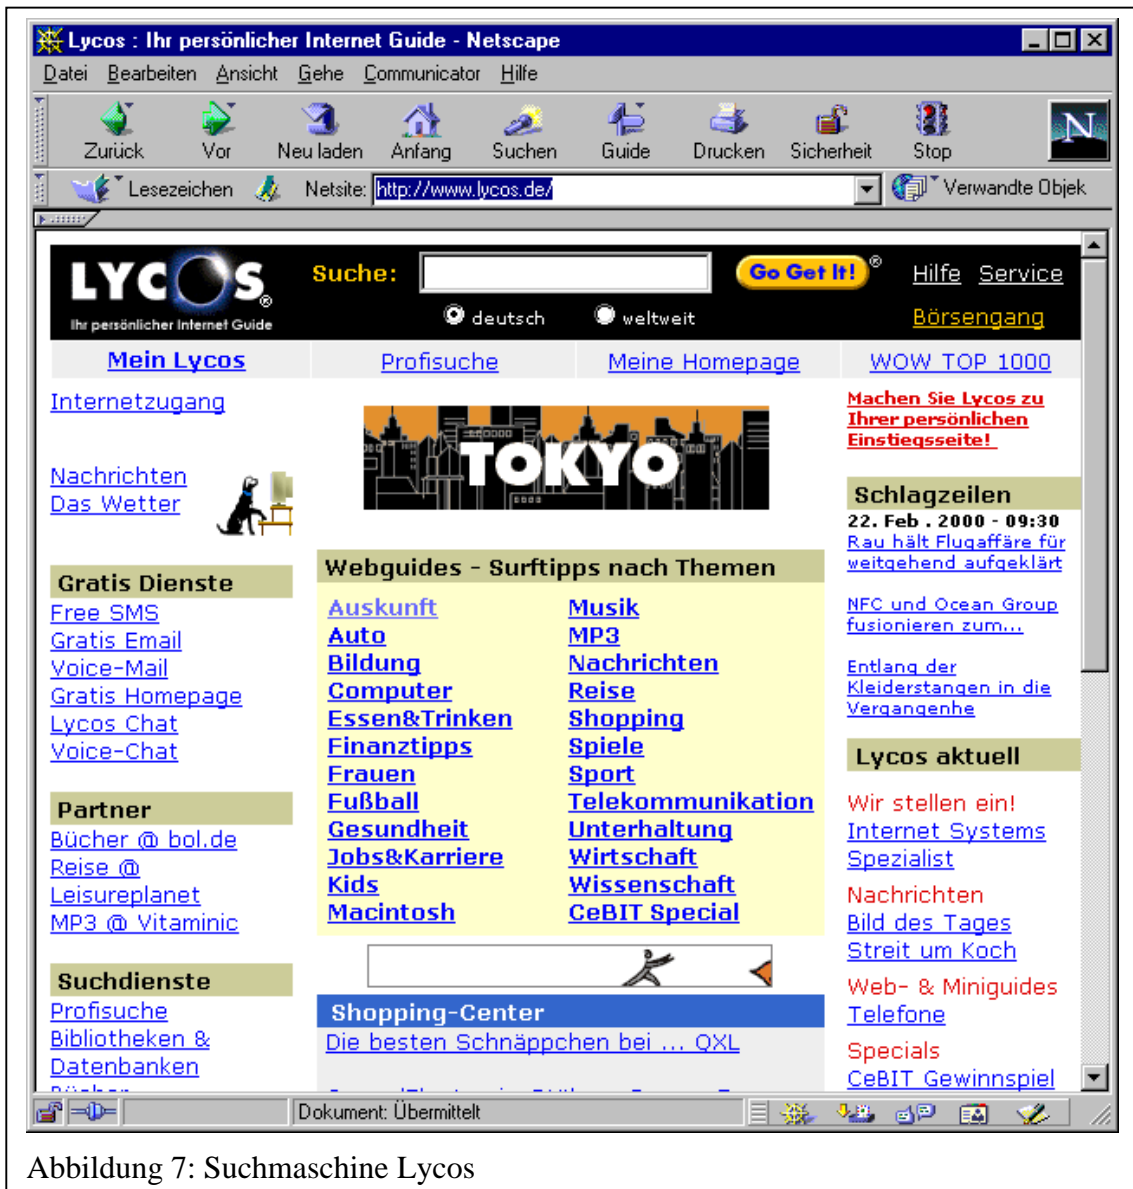 Lycos : Ihr persönlicher Internet Guide - Netscape
Datei Bearbeiten Ansicht Gehe Communicator Hilfe
Zurück Vor Neu laden Anfang Suchen Guide Drucken Sicherheit Stop
N
Lesezeichen Netsite: http://www.lycos.de/ Verwandte Objek
LYCOS® Suche: Go Get It!® Hilfe Service
Ihr persönlicher Internet Guide deutsch weltweit Börsengang
Mein Lycos Profisuche Meine Homepage WOW TOP 1000
Internetzugang
Nachrichten
Das Wetter
Gratis Dienste
Free SMS
Gratis Email
Voice-Mail
Gratis Homepage
Lycos Chat
Voice-Chat
Partner
Bücher @ bol.de
Reise @
Leisureplanet
MP3 @ Vitaminic
Suchdienste
Profisuche
Bibliotheken &
Datenbanken
TOKYO
Webguides - Surftipps nach Themen
Auskunft
Auto
Bildung
Computer
Essen&Trinken
Finanztipps
Frauen
Fußball
Gesundheit
Jobs&Karriere
Kids
Macintosh
Musik
MP3
Nachrichten
Reise
Shopping
Spiele
Sport
Telekommunikation
Unterhaltung
Wirtschaft
Wissenschaft
CeBIT Special
Shopping-Center
Die besten Schnäppchen bei ... QXL
Machen Sie Lycos zu
Ihrer persönlichen
Einstiegsseite!
Schlagzeilen
22. Feb . 2000 - 09:30
Rau hält Flugaffäre für
weitgehend aufgeklärt
NFC und Ocean Group
fusionieren zum...
Entlang der
Kleiderstangen in die
Vergangenhe
Lycos aktuell
Wir stellen ein!
Internet Systems
Spezialist
Nachrichten
Bild des Tages
Streit um Koch
Web- & Miniguides
Telefone
Specials
CeBIT Gewinnspiel
Dokument: Übermittelt
Abbildung 7: Suchmaschine Lycos